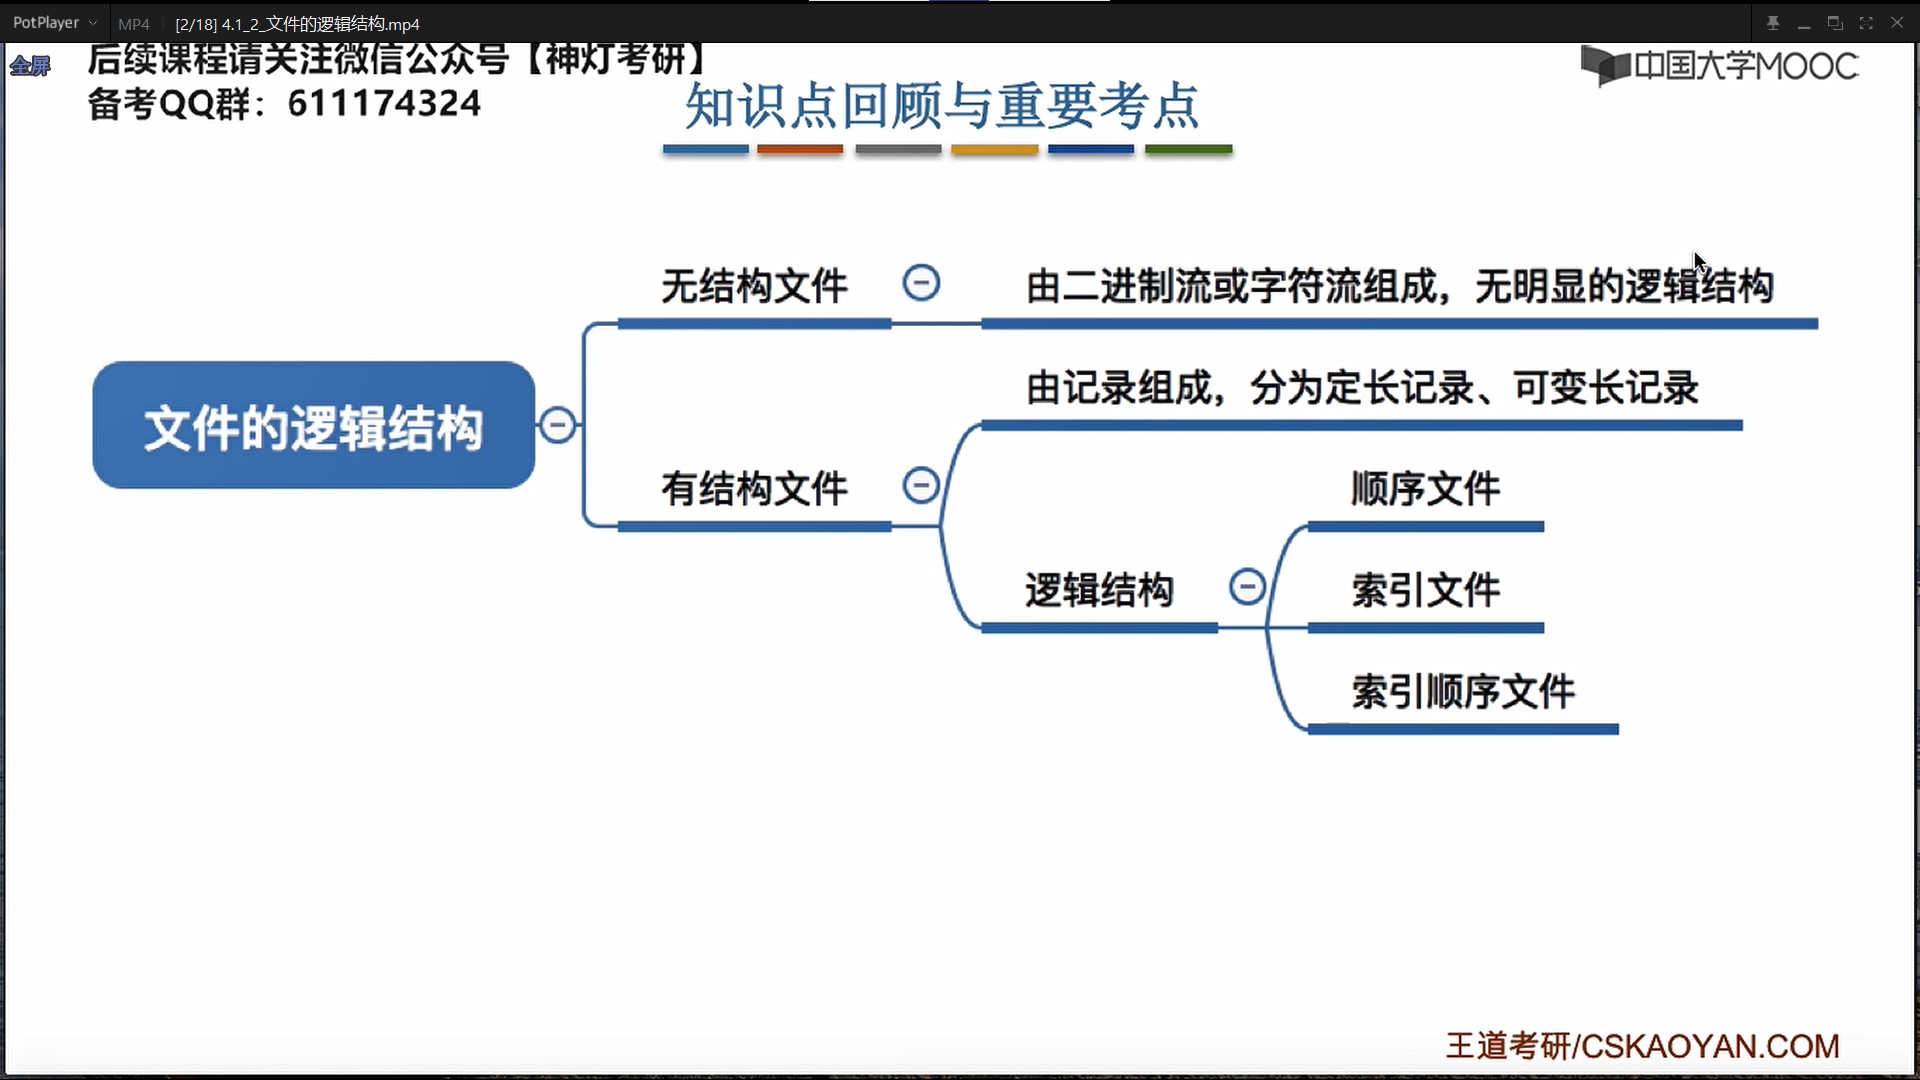 PotPlayer
MP4
[2/18] 4.1_2_文件的逻辑结构.mp4
全屏
后续课程请关注微信公众号【神灯考研】
备考QQ群：611174324
中国大学MOOC
知识点回顾与重要考点
无结构文件
由二进制流或字符流组成，无明显的逻辑结构
文件的逻辑结构
由记录组成，分为定长记录、可变长记录
有结构文件
顺序文件
逻辑结构
索引文件
索引顺序文件
王道考研/CSKAOYAN.COM